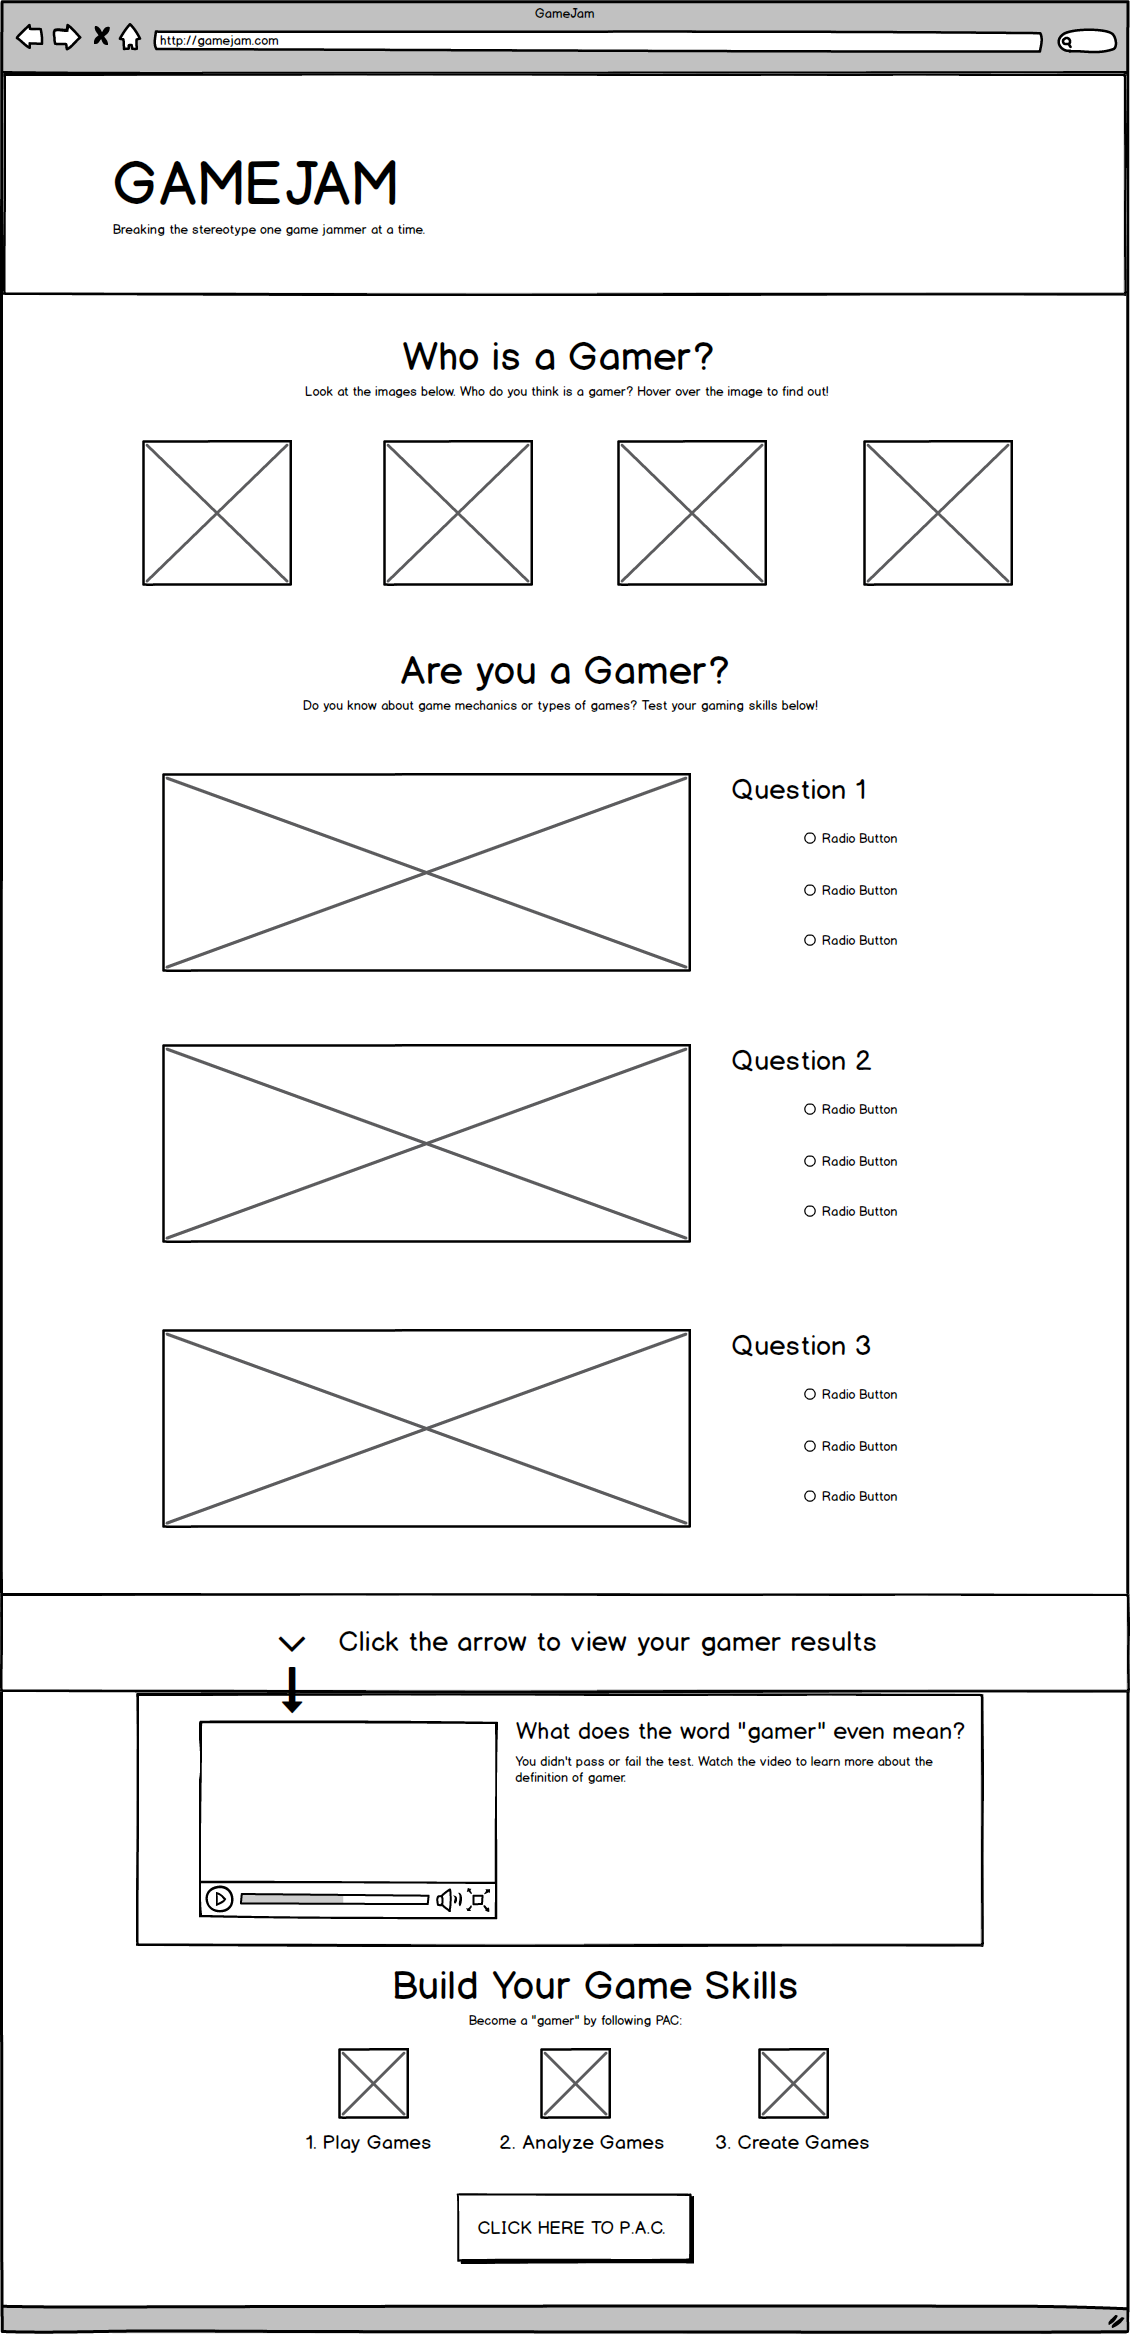 GameJam
http://gamejam.com
GAMEJAM
Breaking the stereotype one game jammer at a time.
Who is a Gamer?
Look at the images below. Who do you think is a gamer? Hover over the image to find out!
Are you a Gamer?
Do you know about game mechanics or types of games? Test your gaming skills below!
Question 1
Radio Button
Radio Button
Radio Button
Question 2
Radio Button
Radio Button
Radio Button
Question 3
Radio Button
Radio Button
Radio Button
Click the arrow to view your gamer results
What does the word "gamer" even mean?
You didn't pass or fail the test. Watch the video to learn more about the
definition of gamer.
Build Your Game Skills
Become a "gamer" by following PAC:
1. Play Games
2. Analyze Games
3. Create Games
CLICK HERE TO P.A.C.